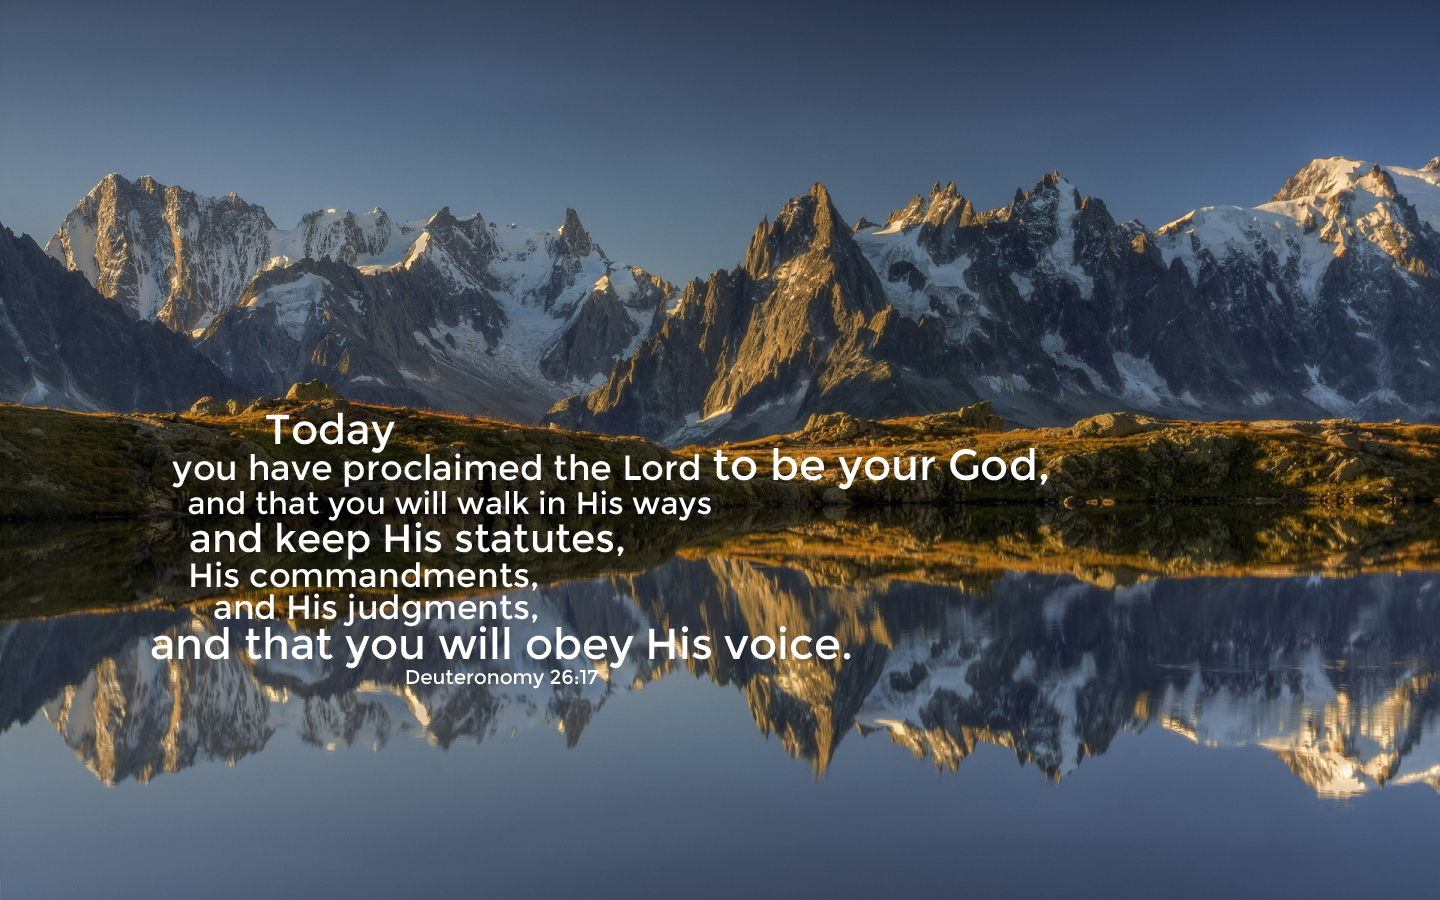 Today
you have proclaimed the Lord to be your God,
and that you will walk in His ways
and keep His statutes,
His commandments,
and His judgments,
and that you will obey His voice.
Deuteronomy 26:17